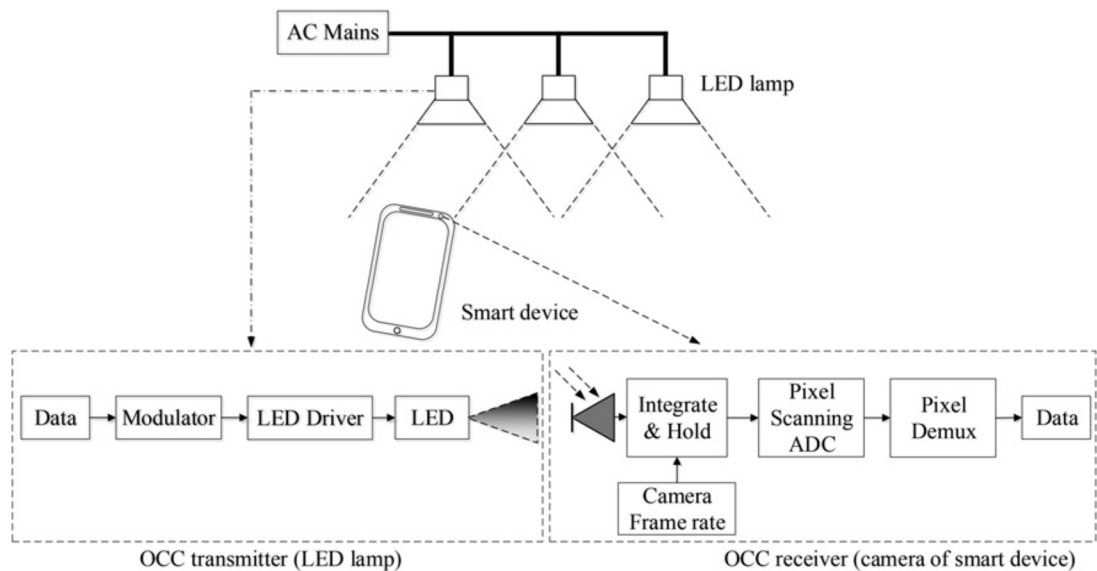 AC Mains
LED lamp
Smart device
Data
Modulator
LED Driver
LED
Integrate
& Hold
Pixel
Scanning
ADC
Pixel
Demux
Data
Camera
Frame rate
OCC transmitter (LED lamp)
OCC receiver (camera of smart device)